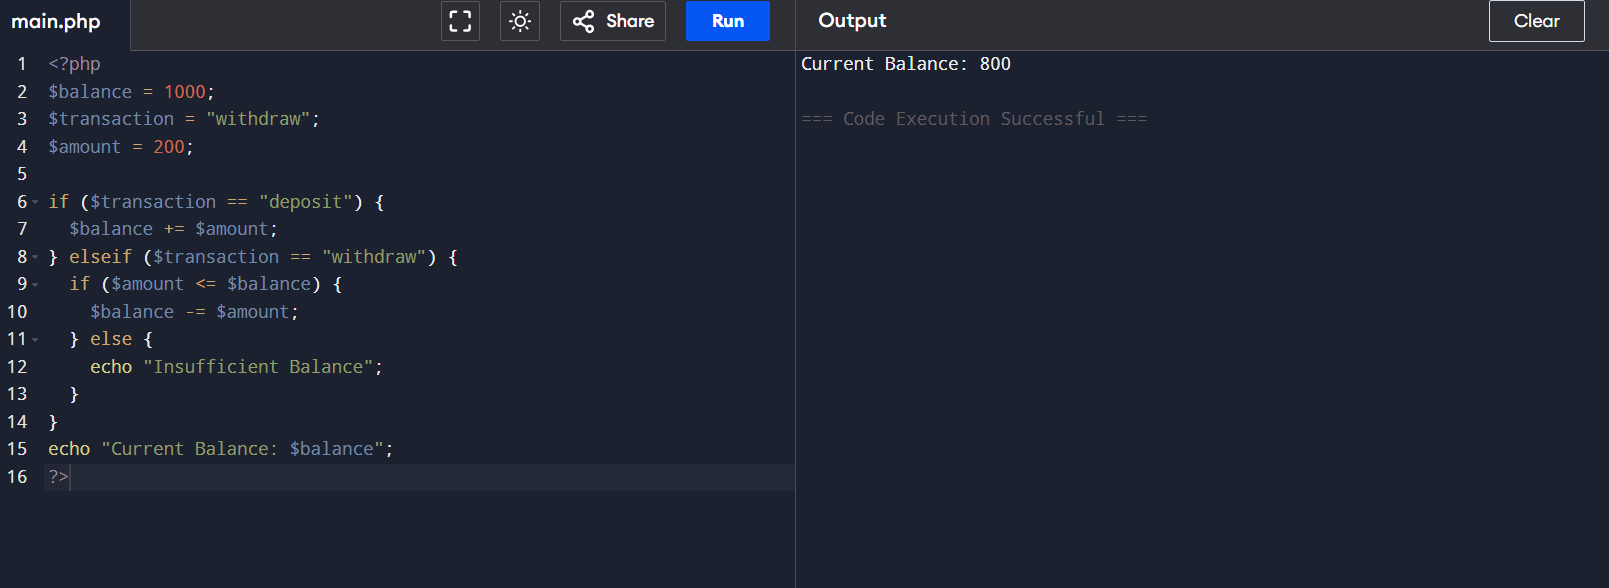 main.php
Share
Run
Output
Clear
1 <?php
2 $balance = 1000;
3 $transaction = "withdraw";
4 $amount = 200;
5
6 if ($transaction == "deposit") {
7   $balance += $amount;
8 } elseif ($transaction == "withdraw") {
9   if ($amount <= $balance) {
10     $balance -= $amount;
11   } else {
12     echo "Insufficient Balance";
13   }
14 }
15 echo "Current Balance: $balance";
16 ?>
Current Balance: 800
=== Code Execution Successful ===